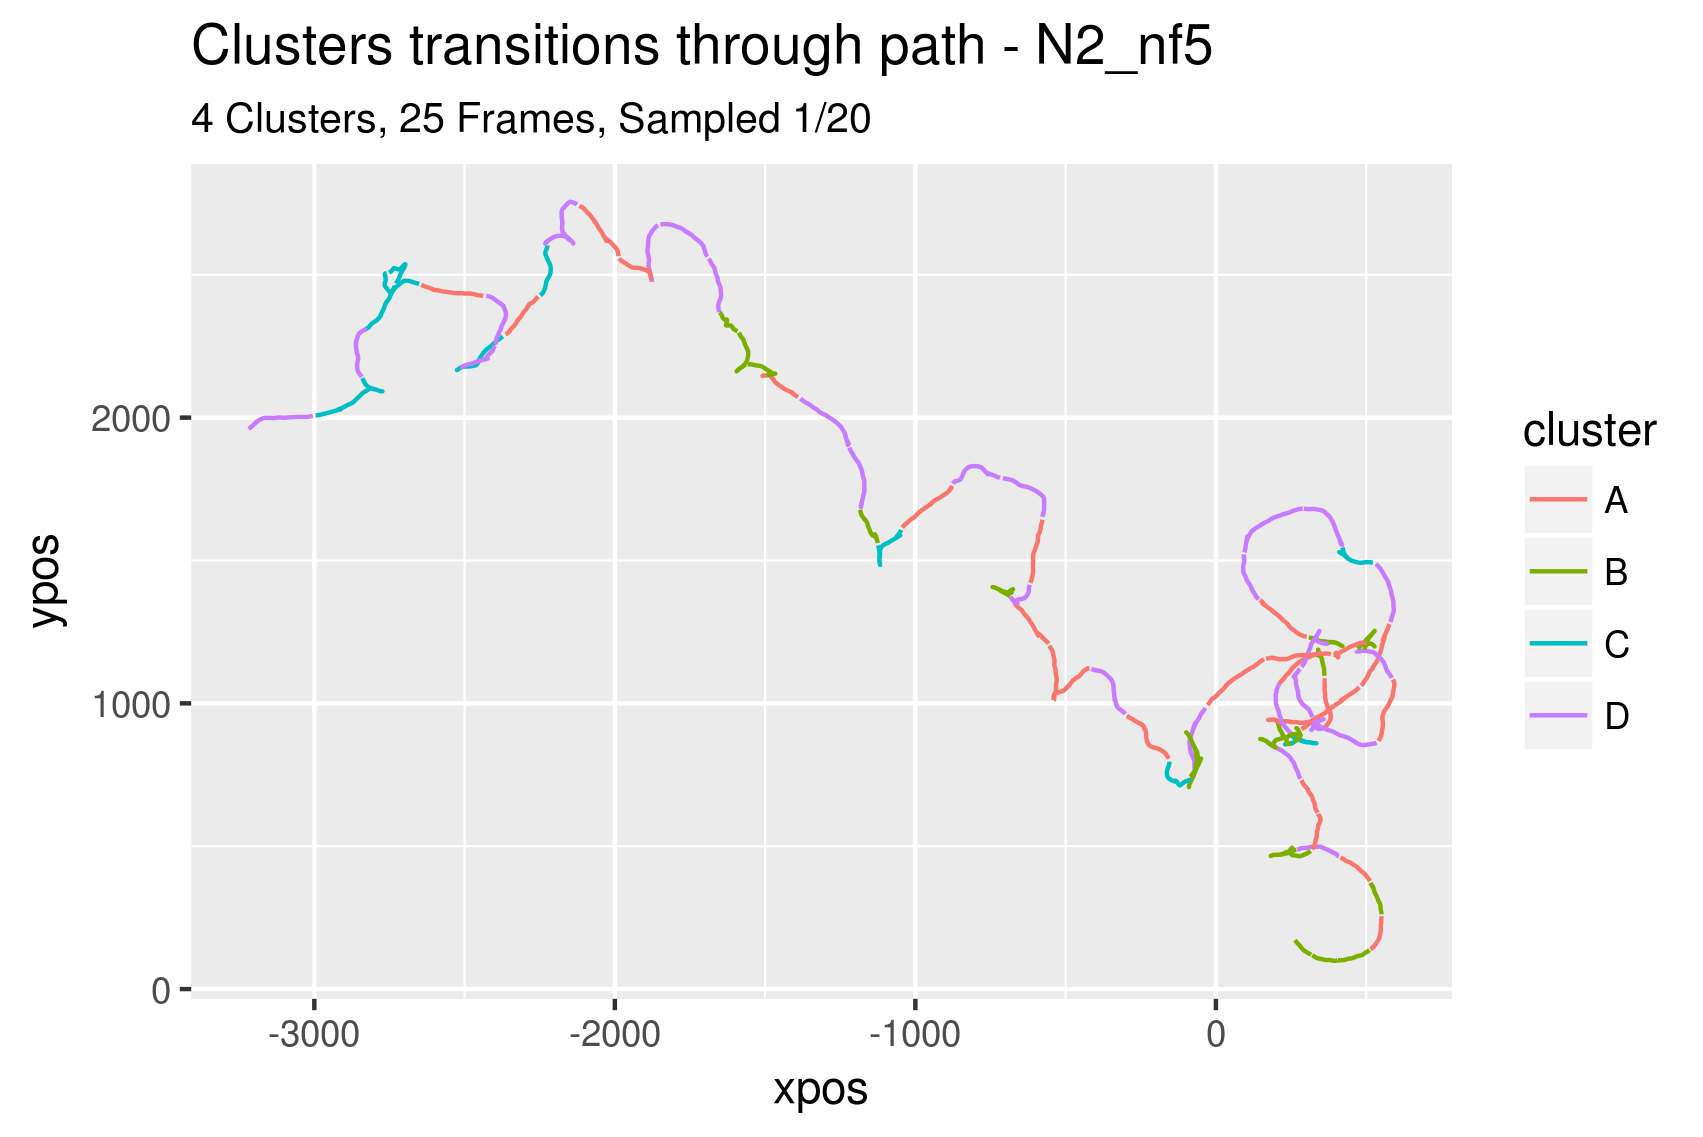 Clusters transitions through path - N2_nf5
4 Clusters, 25 Frames, Sampled 1/20
ypos
2000
1000
0
-3000
-2000
-1000
0
xpos
cluster
A
B
C
D